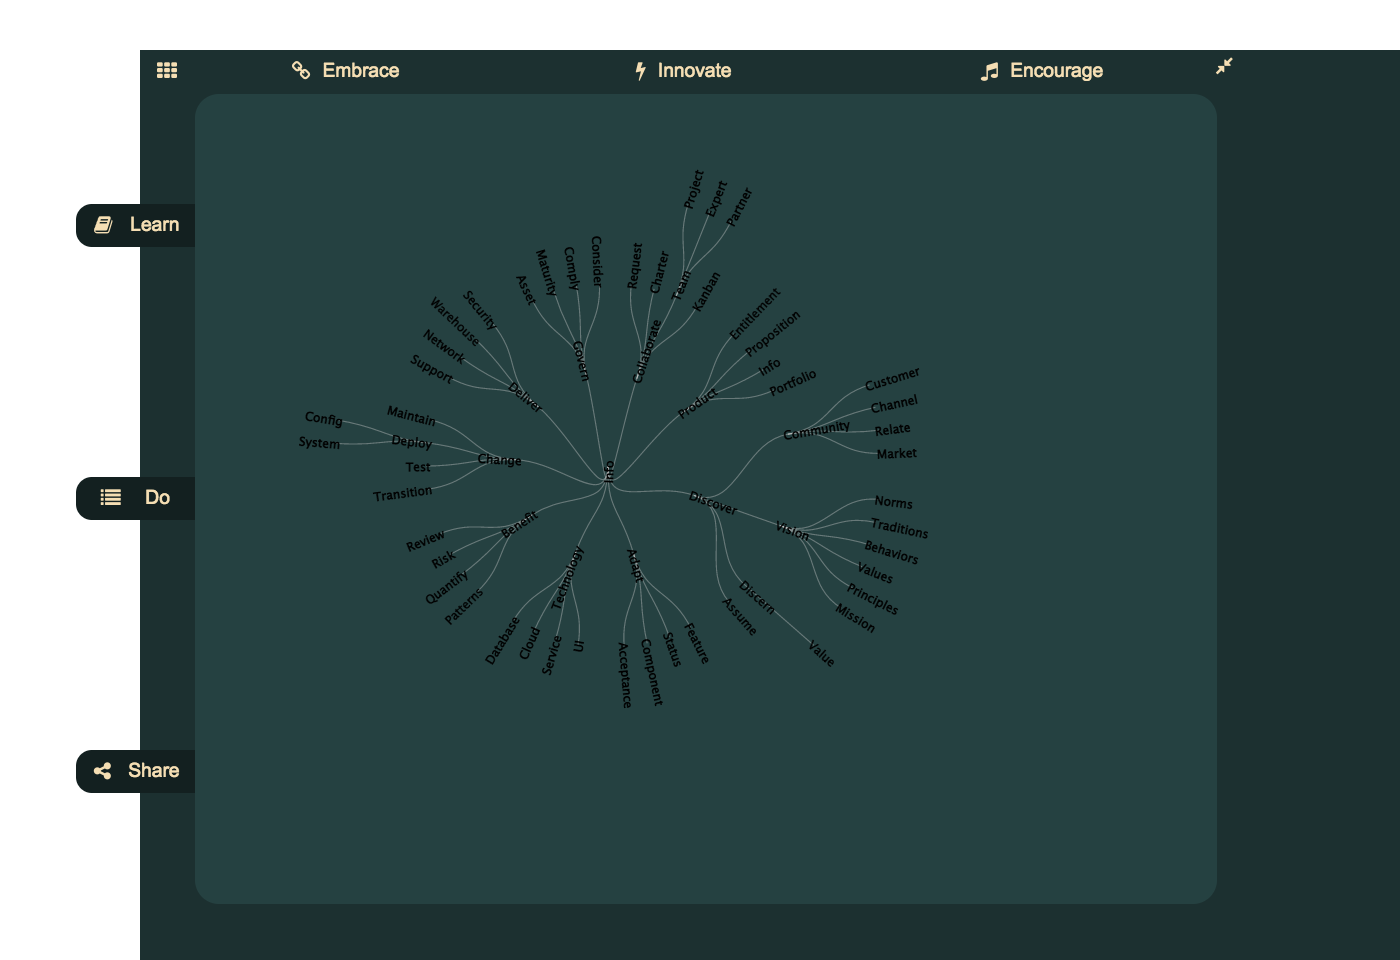 Embrace
Innovate
Encourage
Learn
Do
Share
Project
Expert
Partner
Request
Charter
Team
Kanban
Collaborate
Consider
Comply
Maturity
Asset
Govern
Security
Warehouse
Network
Support
Deliver
Entitlement
Proposition
Info
Portfolio
Product
Customer
Channel
Relate
Market
Community
Config
System
Maintain
Deploy
Test
Transition
Change
Discover
Norms
Traditions
Behaviors
Values
Principles
Mission
Vision
Discern
Value
Assume
Review
Risk
Quantify
Patterns
Benefit
Technology
Database
Cloud
Service
UI
Adapt
Acceptance
Component
Status
Feature